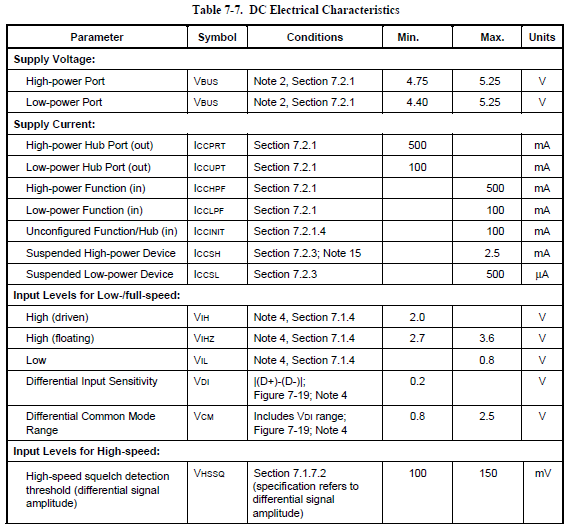 Table 7-7. DC Electrical Characteristics
Parameter Symbol Conditions Min. Max. Units
Supply Voltage:
High-power Port VBUS Note 2, Section 7.2.1 4.75 5.25 V
Low-power Port VBUS Note 2, Section 7.2.1 4.40 5.25 V
Supply Current:
High-power Hub Port (out) ICCPRT Section 7.2.1 500 mA
Low-power Hub Port (out) ICCUPT Section 7.2.1 100 mA
High-power Function (in) ICCHPF Section 7.2.1 500 mA
Low-power Function (in) ICCLPF Section 7.2.1 100 mA
Unconfigured Function/Hub (in) ICCINIT Section 7.2.1.4 100 mA
Suspended High-power Device ICCSH Section 7.2.3; Note 15 2.5 mA
Suspended Low-power Device ICCSL Section 7.2.3 500 µA
Input Levels for Low-/full-speed:
High (driven) VIH Note 4, Section 7.1.4 2.0 V
High (floating) VIHZ Note 4, Section 7.1.4 2.7 3.6 V
Low VIL Note 4, Section 7.1.4 0.8 V
Differential Input Sensitivity VDI |(D+)-(D-)|; 0.2 V
Figure 7-19; Note 4
Differential Common Mode VCM Includes VDI range; 0.8 2.5 V
Range Figure 7-19; Note 4
Input Levels for High-speed:
High-speed squelch detection VHSSQ Section 7.1.7.2 100 150 mV
threshold (differential signal (specification refers to
amplitude) differential signal
amplitude)